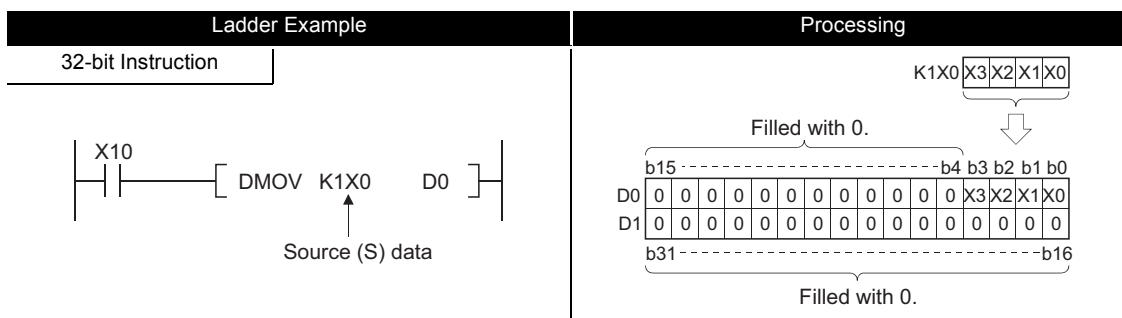 Ladder Example
Processing
32-bit Instruction
X10
DMOV K1X0 D0
Source (S) data
K1X0 X3 X2 X1 X0
Filled with 0.
b15 b4 b3 b2 b1 b0
D0 0 0 0 0 0 0 0 0 0 0 0 0 X3 X2 X1 X0
D1 0 0 0 0 0 0 0 0 0 0 0 0 0 0 0 0
b31 b16
Filled with 0.